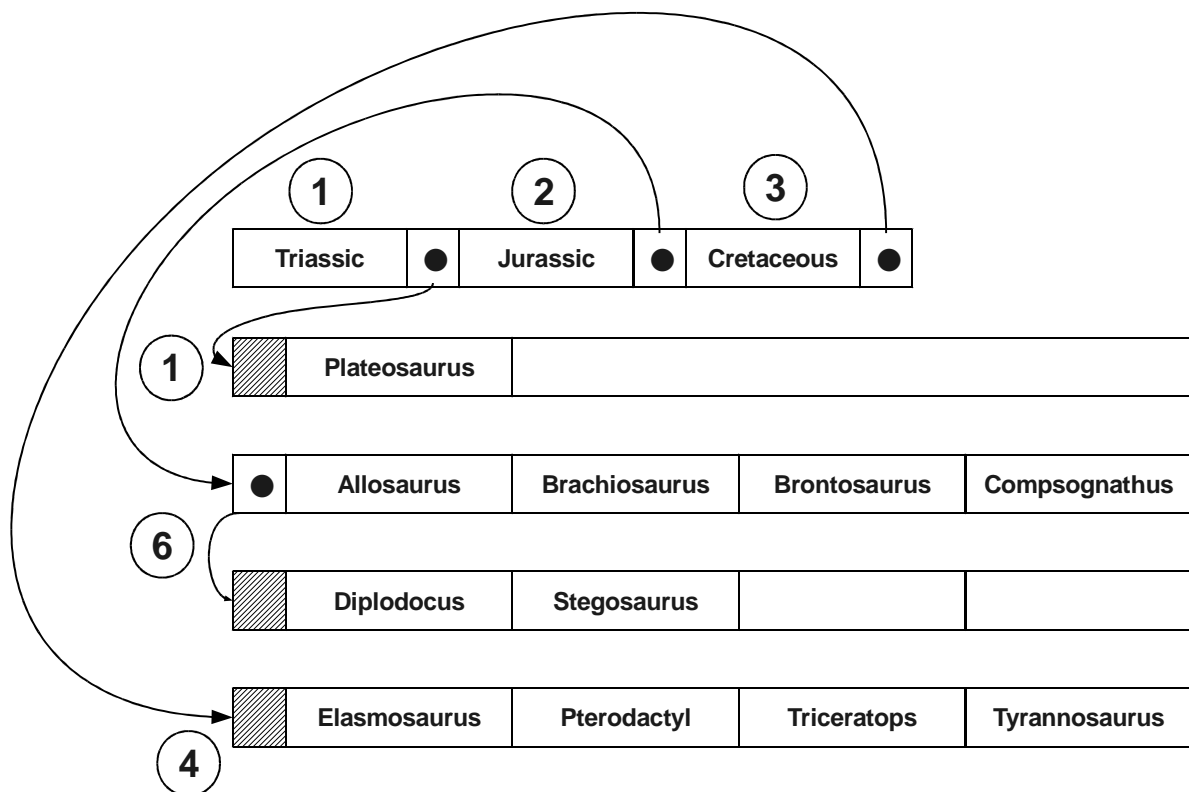 1 2 3
Triassic Jurassic Cretaceous
1 Plateosaurus
Allosaurus Brachiosaurus Brontosaurus Compsognathus
6
Diplodocus Stegosaurus
Elasmosaurus Pterodactyl Triceratops Tyrannosaurus
4